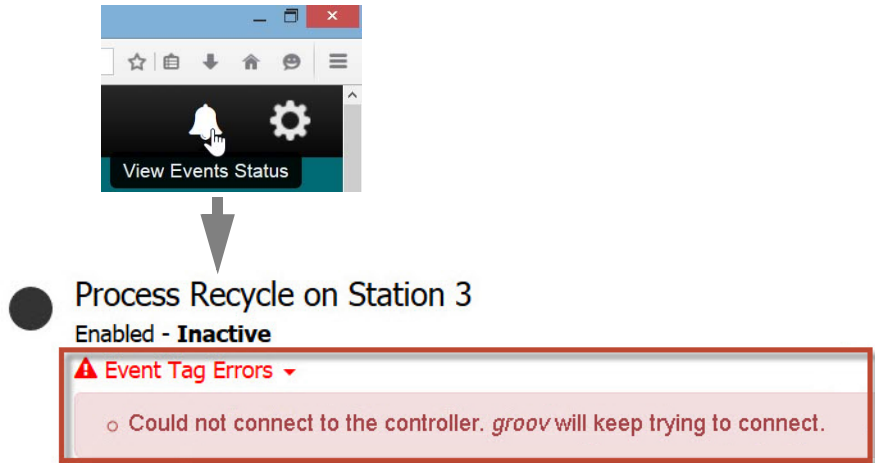 View Events Status
Process Recycle on Station 3
Enabled - Inactive
Event Tag Errors
Could not connect to the controller. groov will keep trying to connect.